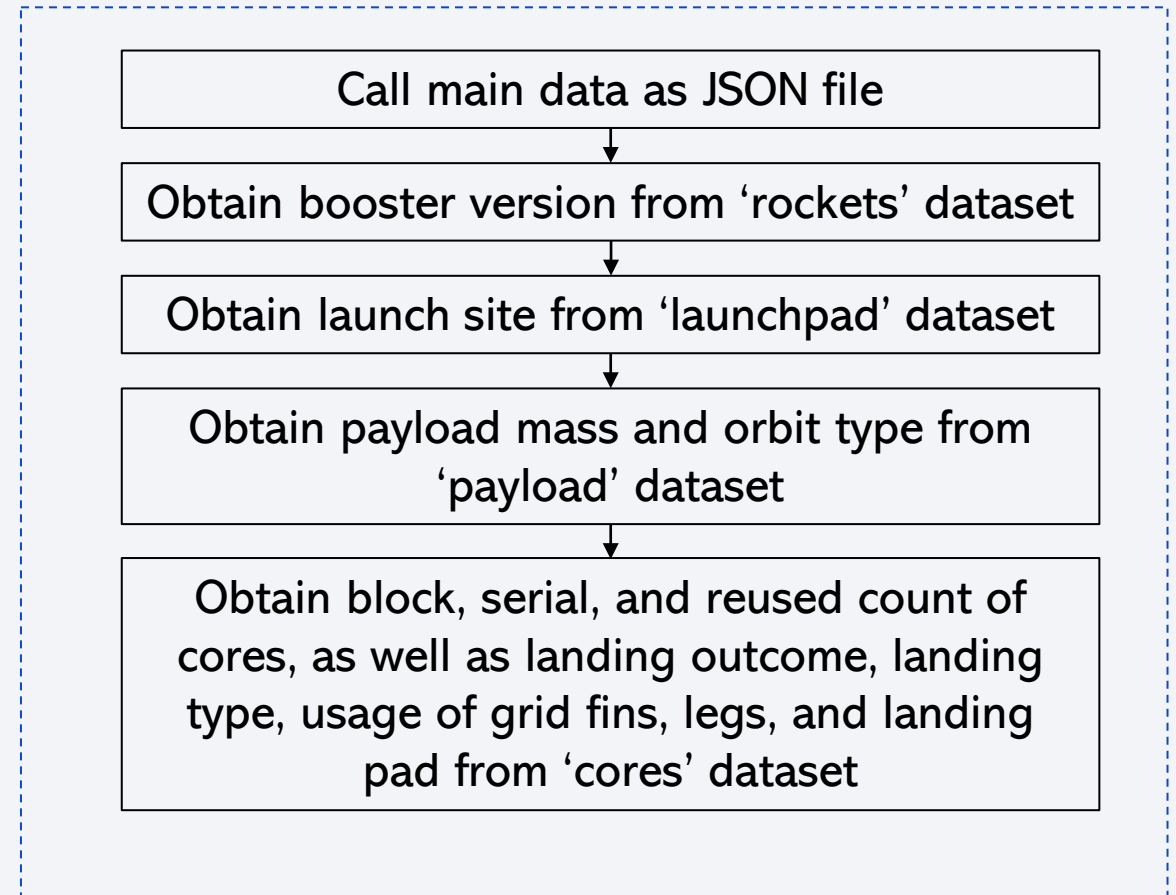 Call main data as JSON file
Obtain booster version from ‘rockets’ dataset
Obtain launch site from ‘launchpad’ dataset
Obtain payload mass and orbit type from
‘payload’ dataset
Obtain block, serial, and reused count of
cores, as well as landing outcome, landing
type, usage of grid fins, legs, and landing
pad from ‘cores’ dataset